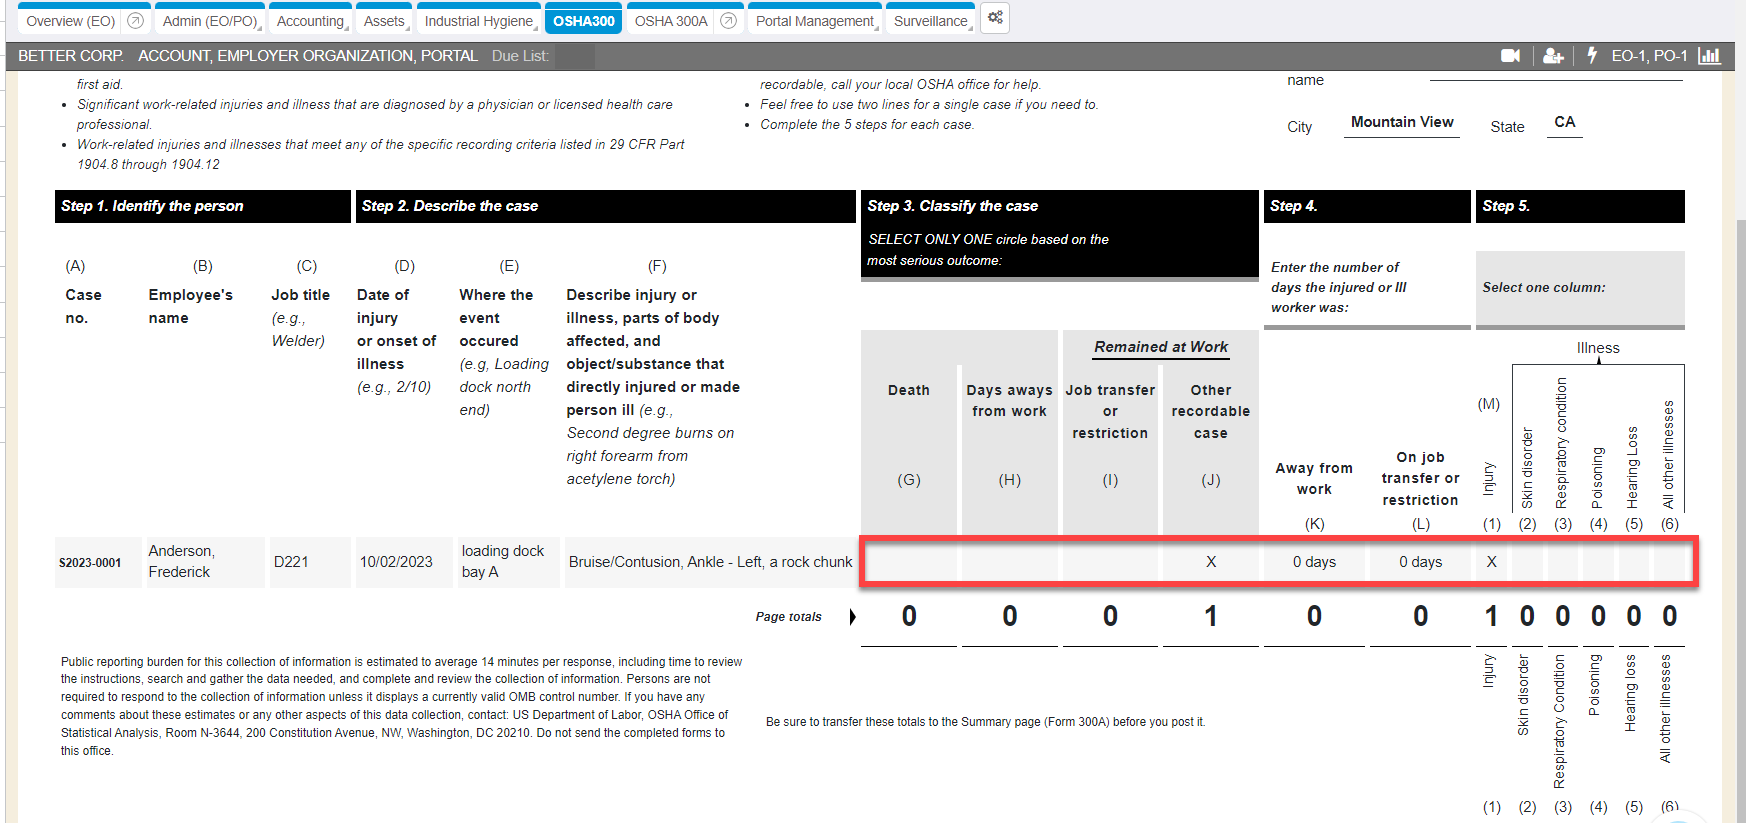 Overview (EO) Admin (EO/PO) Accounting Assets Industrial Hygiene OSHA300 OSHA 300A Portal Management Surveillance
BETTER CORP. ACCOUNT, EMPLOYER ORGANIZATION, PORTAL Due List: EO-1, PO-1
first aid.
• Significant work-related injuries and illness that are diagnosed by a physician or licensed health care
professional.
• Work-related injuries and illnesses that meet any of the specific recording criteria listed in 29 CFR Part
1904.8 through 1904.12
recordable, call your local OSHA office for help.
• Feel free to use two lines for a single case if you need to.
• Complete the 5 steps for each case.
name
City Mountain View State CA
Step 1. Identify the person
Step 2. Describe the case
Step 3. Classify the case
SELECT ONLY ONE circle based on the
most serious outcome:
Step 4.
Step 5.
Enter the number of
days the injured or Ill
worker was:
Select one column:
(A) (B) (C) (D) (E) (F)
Case
no.
Employee's
name
Job title
(e.g.,
Welder)
Date of
injury
or onset of
illness
(e.g., 2/10)
Where the
event
occured
(e.g, Loading
dock north
end)
Describe injury or
illness, parts of body
affected, and
object/substance that
directly injured or made
person ill (e.g.,
Second degree burns on
right forearm from
acetylene torch)
Remained at Work
Death
(G)
Days aways
from work
(H)
Job transfer
or
restriction
(I)
Other
recordable
case
(J)
Away from
work
(K)
On job
transfer or
restriction
(L)
Illness
(M)
Injury
Skin disorder
Respiratory condition
Poisoning
Hearing Loss
All other illnesses
(1) (2) (3) (4) (5) (6)
S2023-0001
Anderson,
Frederick
D221
10/02/2023
loading dock
bay A
Bruise/Contusion, Ankle - Left, a rock chunk
X 0 days 0 days X
Page totals 0 0 0 1 0 0 1 0 0 0 0 0
Public reporting burden for this collection of information is estimated to average 14 minutes per response, including time to review
the instructions, search and gather the data needed, and complete and review the collection of information. Persons are not
required to respond to the collection of information unless it displays a currently valid OMB control number. If you have any
comments about these estimates or any other aspects of this data collection, contact: US Department of Labor, OSHA Office of
Statistical Analysis, Room N-3644, 200 Constitution Avenue, NW, Washington, DC 20210. Do not send the completed forms to
this office.
Be sure to transfer these totals to the Summary page (Form 300A) before you post it.
Injury
Skin disorder
Respiratory Condition
Poisoning
Hearing loss
All other illnesses
(1) (2) (3) (4) (5) (6)